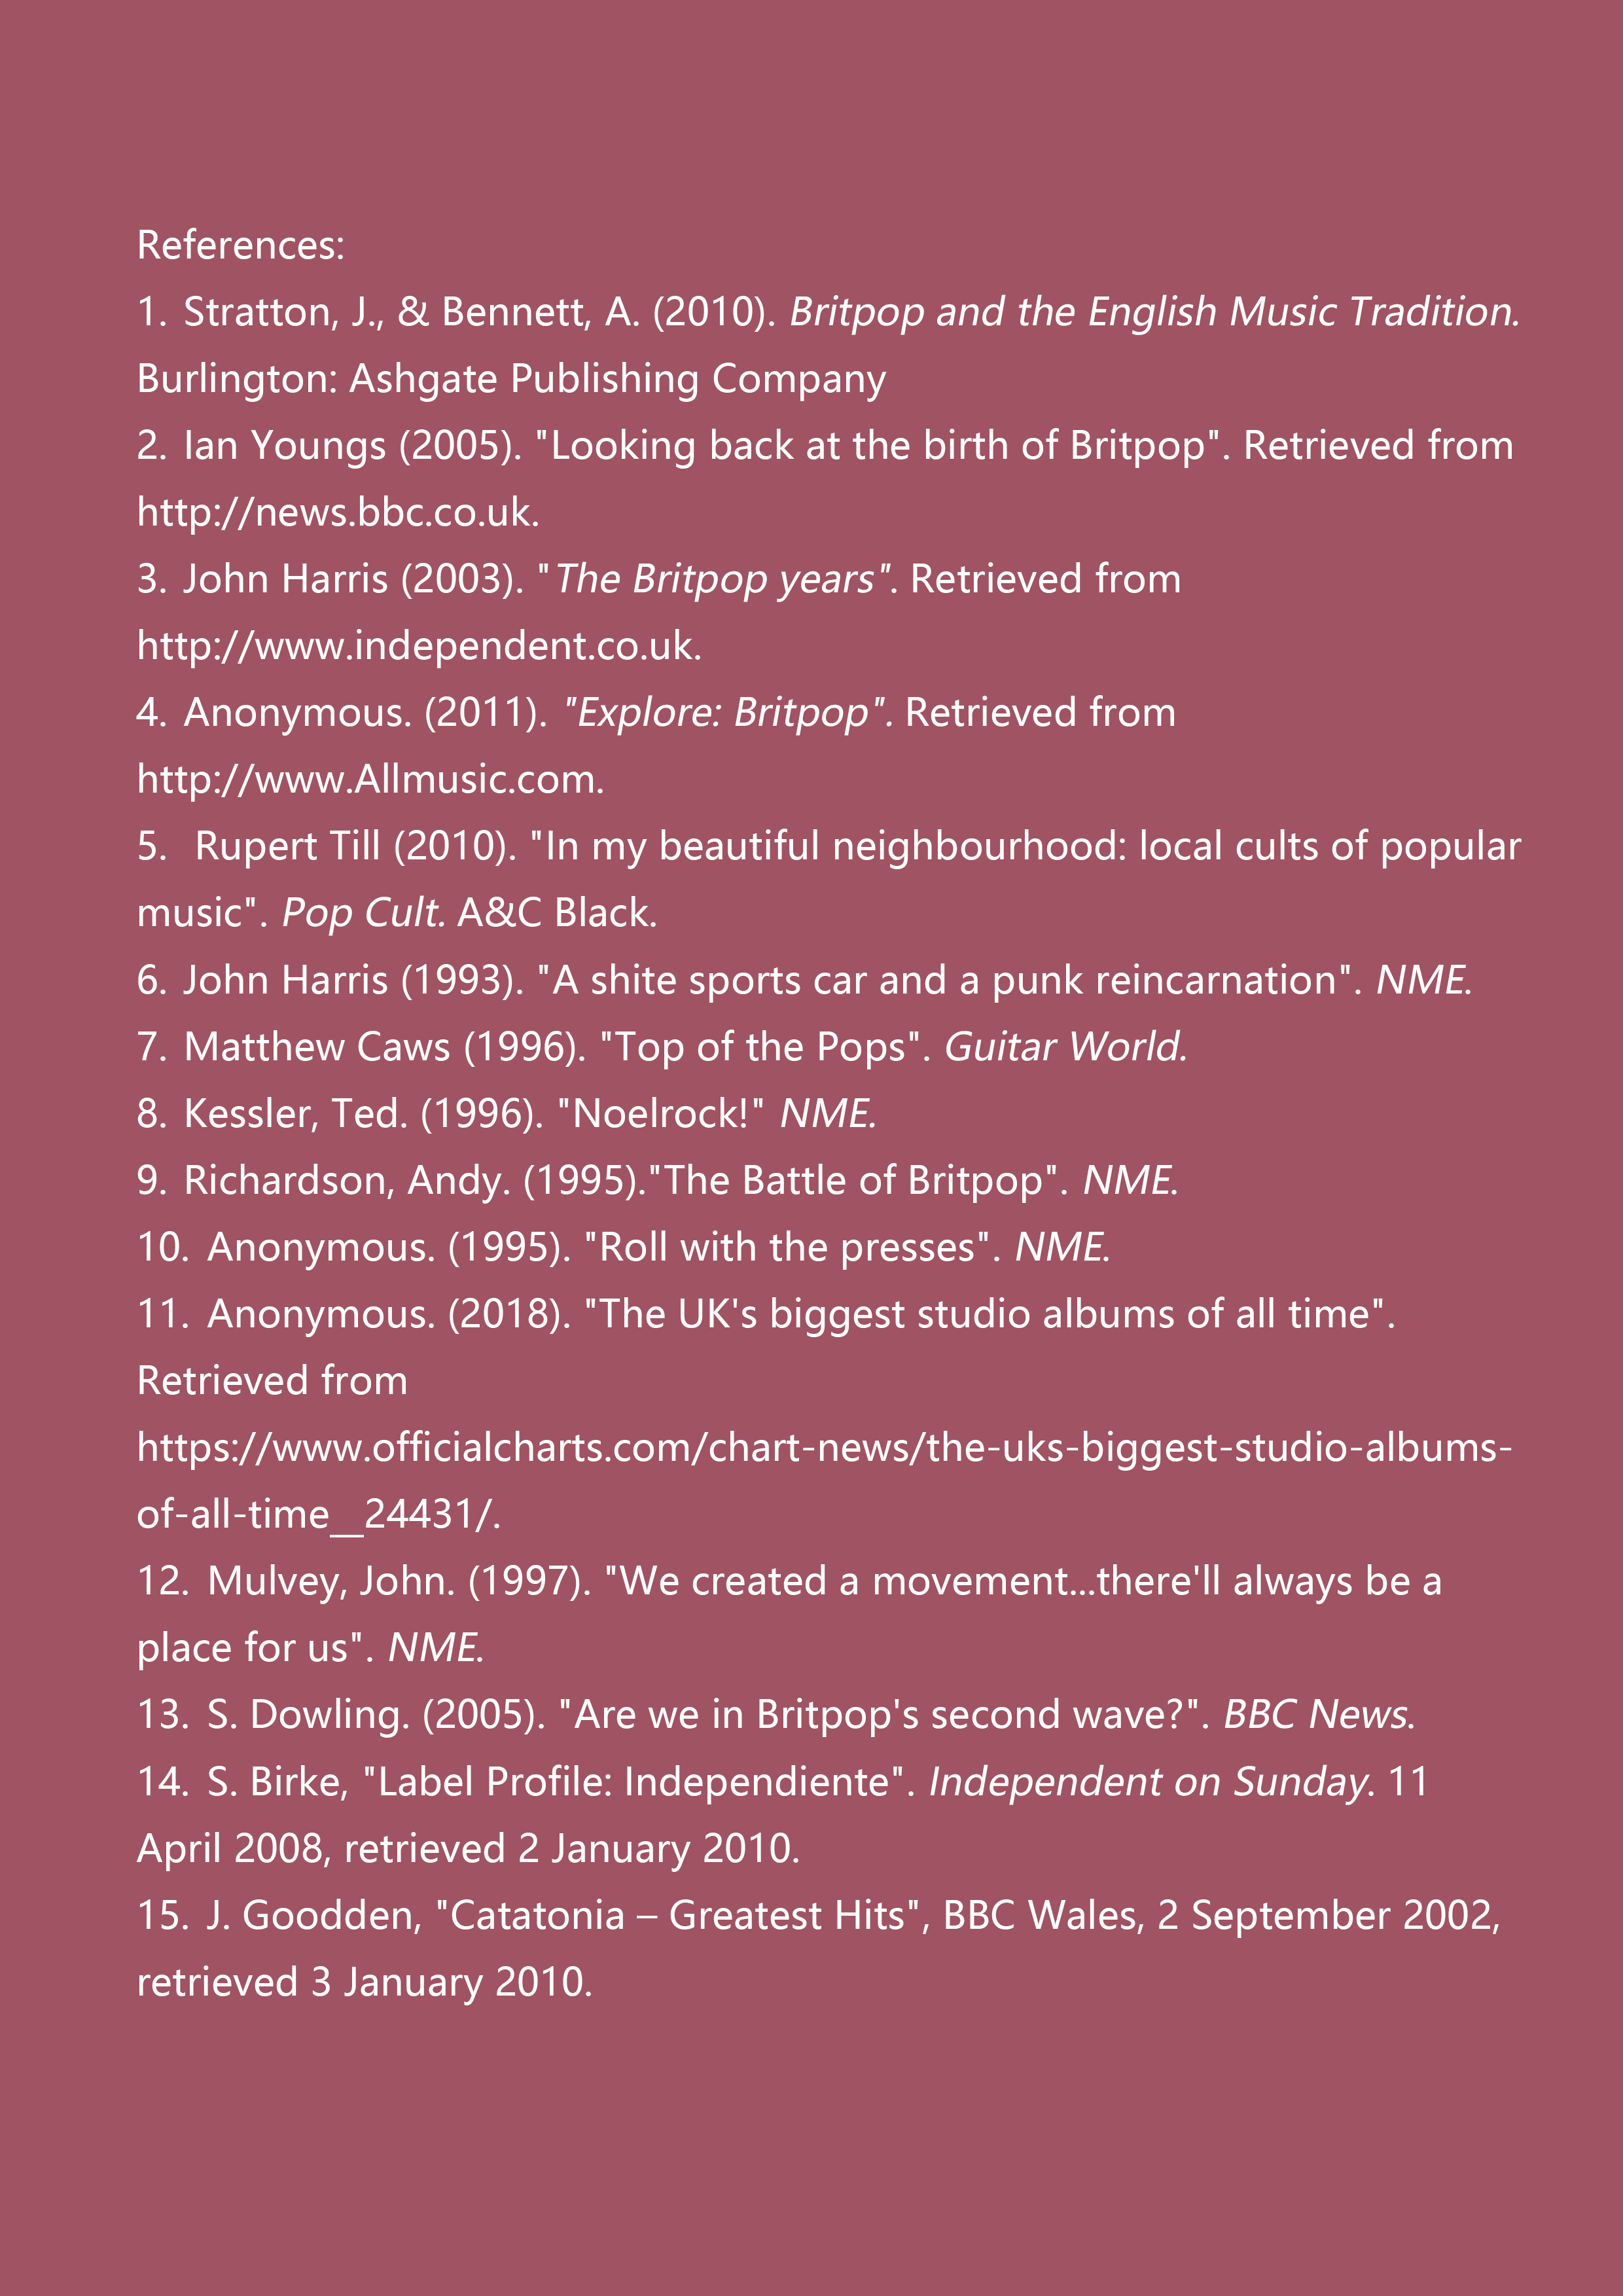 References:
1. Stratton, J., & Bennett, A. (2010). Britpop and the English Music Tradition.
Burlington: Ashgate Publishing Company
2. Ian Youngs (2005). "Looking back at the birth of Britpop". Retrieved from
http://news.bbc.co.uk.
3. John Harris (2003). "The Britpop years". Retrieved from
http://www.independent.co.uk.
4. Anonymous. (2011). "Explore: Britpop". Retrieved from
http://www.Allmusic.com.
5. Rupert Till (2010). "In my beautiful neighbourhood: local cults of popular
music". Pop Cult. A&C Black.
6. John Harris (1993). "A shite sports car and a punk reincarnation". NME.
7. Matthew Caws (1996). "Top of the Pops". Guitar World.
8. Kessler, Ted. (1996). "Noelrock!" NME.
9. Richardson, Andy. (1995)."The Battle of Britpop". NME.
10. Anonymous. (1995). "Roll with the presses". NME.
11. Anonymous. (2018). "The UK's biggest studio albums of all time".
Retrieved from
https://www.officialcharts.com/chart-news/the-uks-biggest-studio-albums-
of-all-time__24431/.
12. Mulvey, John. (1997). "We created a movement...there'll always be a
place for us". NME.
13. S. Dowling. (2005). "Are we in Britpop's second wave?". BBC News.
14. S. Birke, "Label Profile: Independiente". Independent on Sunday. 11
April 2008, retrieved 2 January 2010.
15. J. Goodden, "Catatonia – Greatest Hits", BBC Wales, 2 September 2002,
retrieved 3 January 2010.